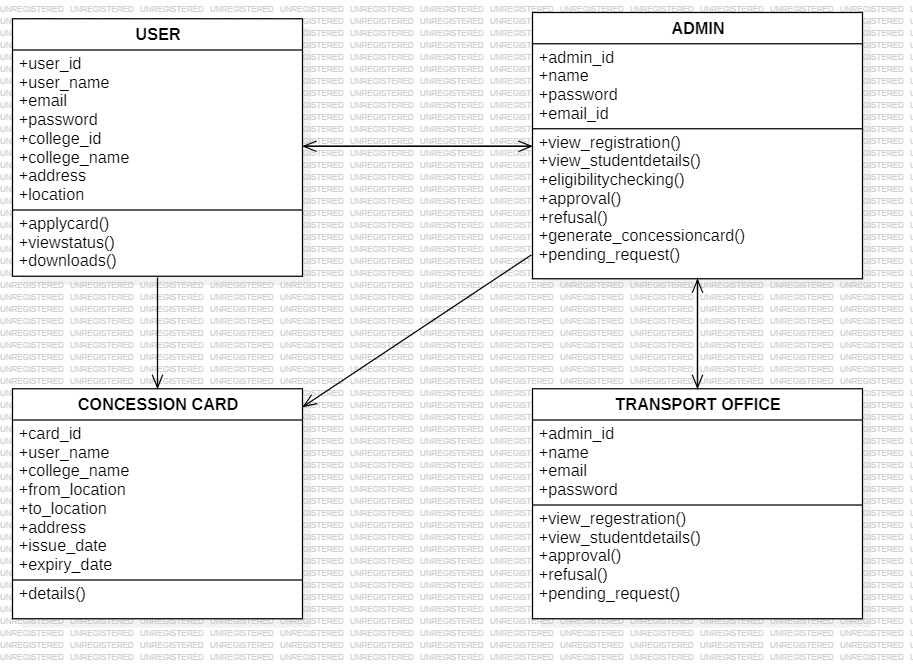 USER
+user_id
+user_name
+email
+password
+college_id
+college_name
+address
+location
+applycard()
+viewstatus()
+downloads()
ADMIN
+admin_id
+name
+password
+email_id
+view_registration()
+view_studentdetails()
+eligibilitychecking()
+approval()
+refusal()
+generate_concessioncard()
+pending_request()
CONCESSION CARD
+card_id
+user_name
+college_name
+from_location
+to_location
+address
+issue_date
+expiry_date
+details()
TRANSPORT OFFICE
+admin_id
+name
+email
+password
+view_regestration()
+view_studentdetails()
+approval()
+refusal()
+pending_request()
UNREGISTERED